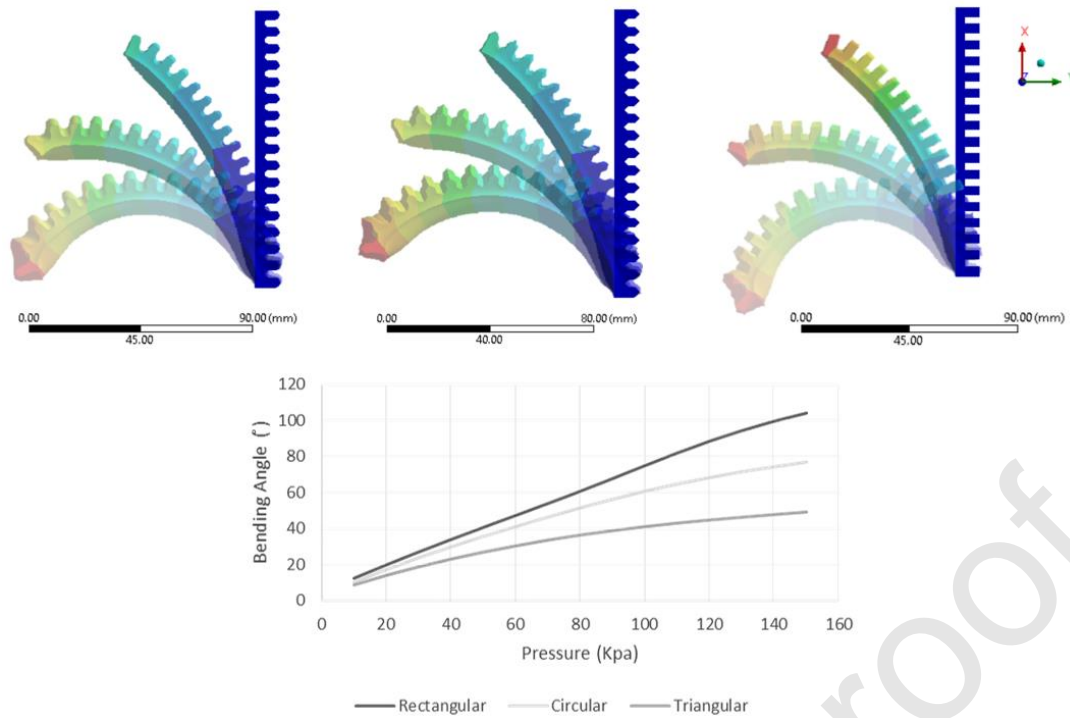 X
Y
Z
0.00 90.00 (mm)
45.00
0.00 80.00 (mm)
40.00
0.00 90.00 (mm)
45.00
120
100
80
60
40
20
0
0 20 40 60 80 100 120 140 160
Bending Angle (°)
Pressure (Kpa)
Rectangular Circular Triangular
roof